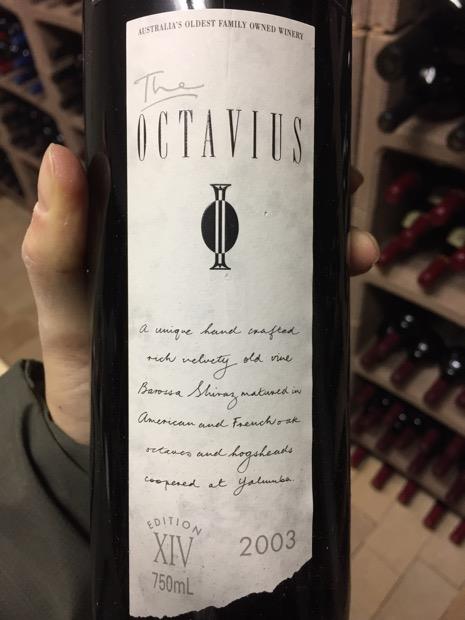 AUSTRALIA'S OLDEST FAMILY OWNED WINERY
The
OCTAVIUS
A unique hand crafted
rich velvety old vine
Barossa Shiraz matured in
American and French oak
octaves and hogsheads
coopered at Yalumba.
EDITION
XIV
2003
750mL